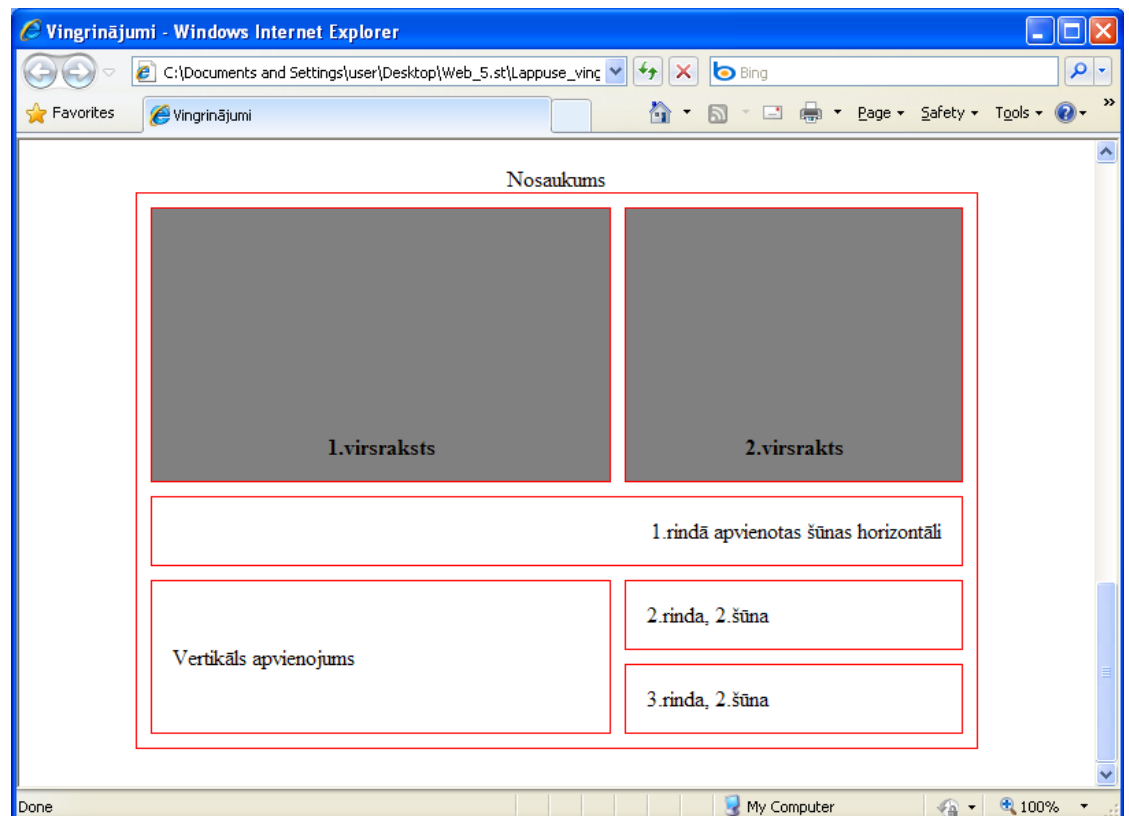 Vingrinājumi - Windows Internet Explorer
C:\Documents and Settings\user\Desktop\Web_5.st\Lappuse_ving
Bing
Favorites
Vingrinājumi
Page
Safety
Tools
»
Nosaukums
1.virsraksts
2.virsrakts
1.rindā apvienotas šūnas horizontāli
Vertikāls apvienojums
2.rinda, 2.šūna
3.rinda, 2.šūna
Done
My Computer
100%